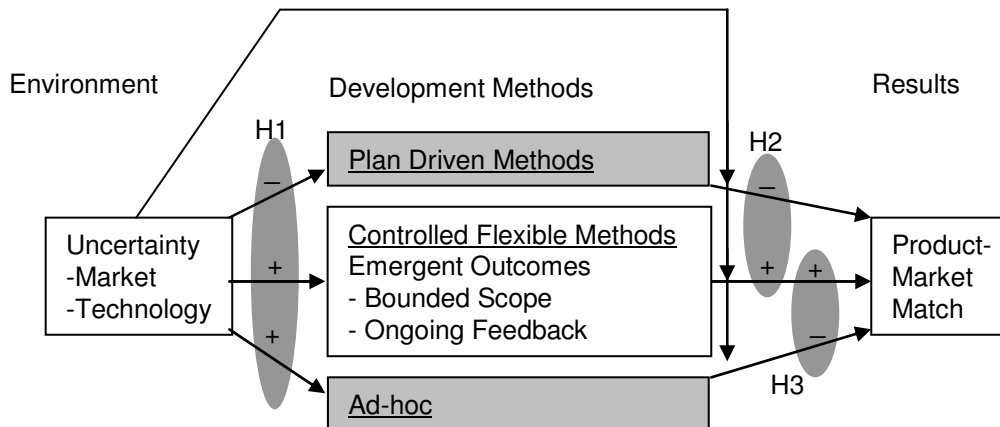 Environment
Development Methods
Results
H1
H2
Plan Driven Methods
–
–
Uncertainty
-Market
-Technology
Controlled Flexible Methods
Emergent Outcomes
- Bounded Scope
- Ongoing Feedback
+
+
+
+
Product-
Market
Match
–
H3
Ad-hoc